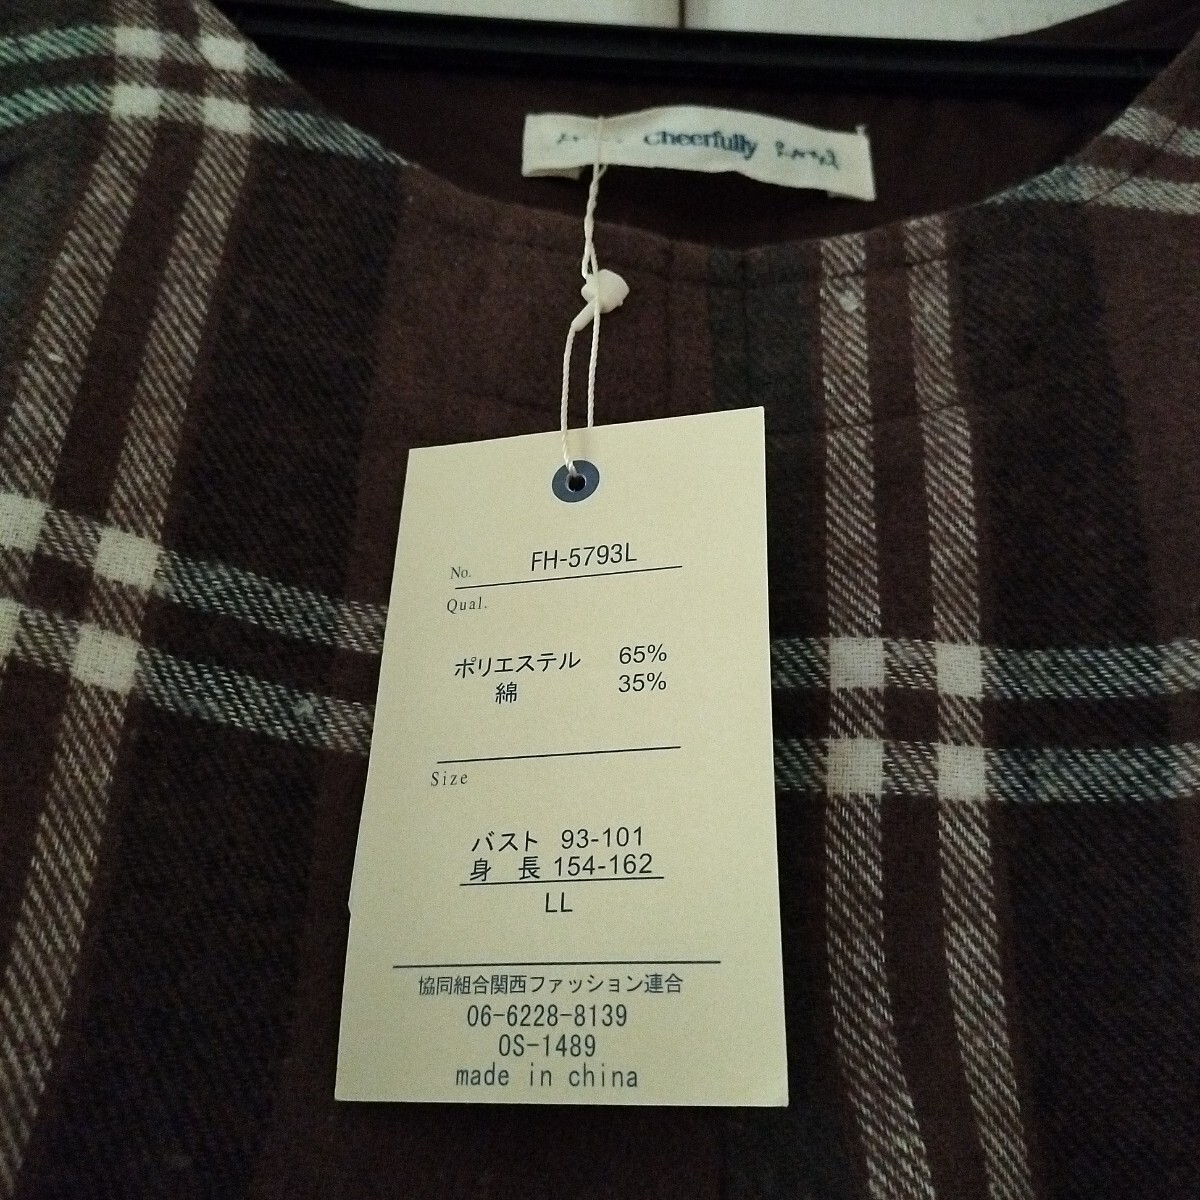 Cheerfully
No. FH-5793L
Qual.
ポリエステル 65%
綿 35%
Size
バスト 93-101
身 長 154-162
LL
協同組合関西ファッション連合
06-6228-8139
OS-1489
made in china